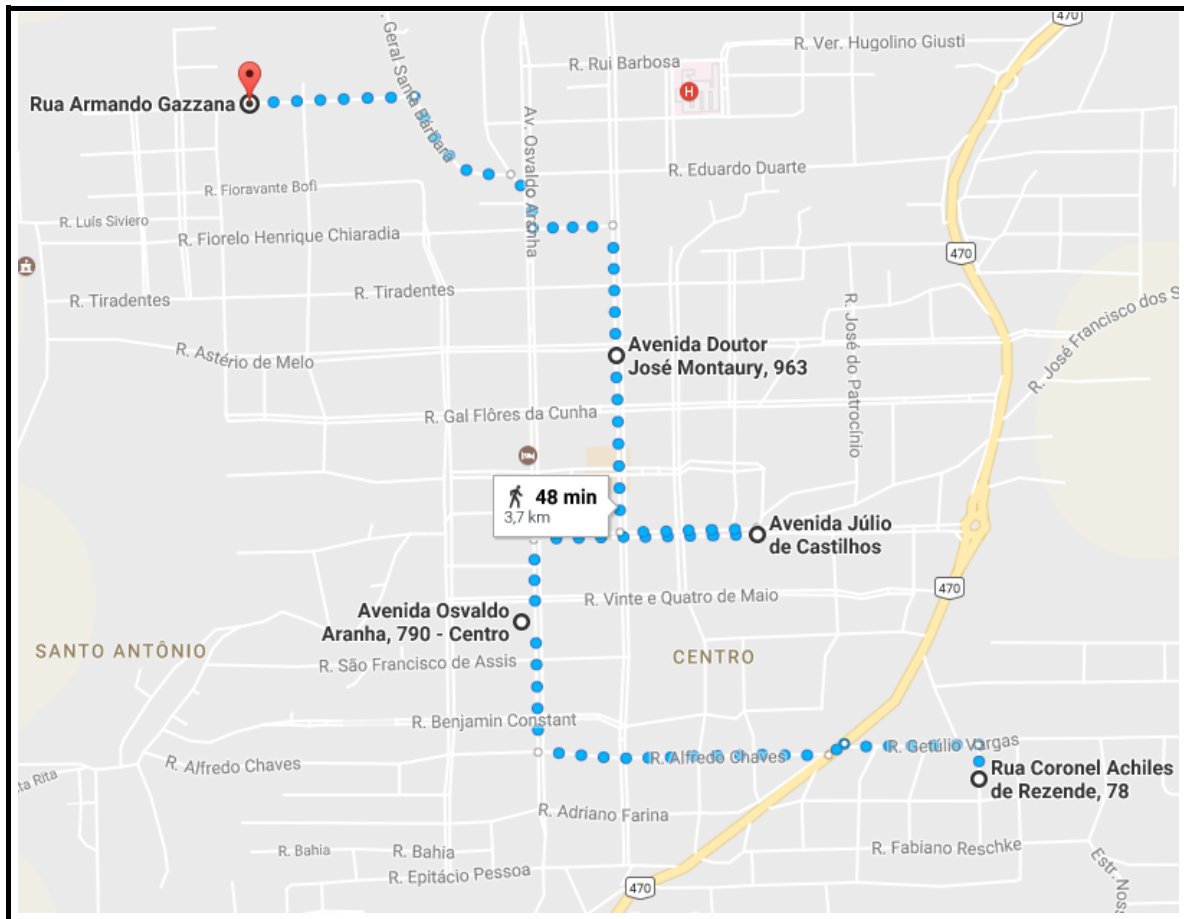 470
R. Ver. Hugolino Giusti
R. Rui Barbosa
H
Geral Santa Bárbara
Av. Osvaldo Aranha
Rua Armando Gazzana
R. Eduardo Duarte
R. Fioravante Bofi
R. Luís Siviero
R. Fiorelo Henrique Chiaradia
470
R. Tiradentes
R. Tiradentes
R. José do Patrocínio
R. José Francisco dos S
Avenida Doutor
José Montaury, 963
R. Astério de Melo
R. Gal Flôres da Cunha
48 min
3,7 km
Avenida Júlio
de Castilhos
470
R. Vinte e Quatro de Maio
Avenida Osvaldo
Aranha, 790 - Centro
SANTO ANTÔNIO
CENTRO
R. São Francisco de Assis
R. Benjamin Constant
R. Alfredo Chaves
R. Alfredo Chaves
R. Getúlio Vargas
ta Rita
Rua Coronel Achiles
de Rezende, 78
R. Adriano Farina
R. Bahia
R. Bahia
R. Fabiano Reschke
R. Epitácio Pessoa
Estr. Nos
470